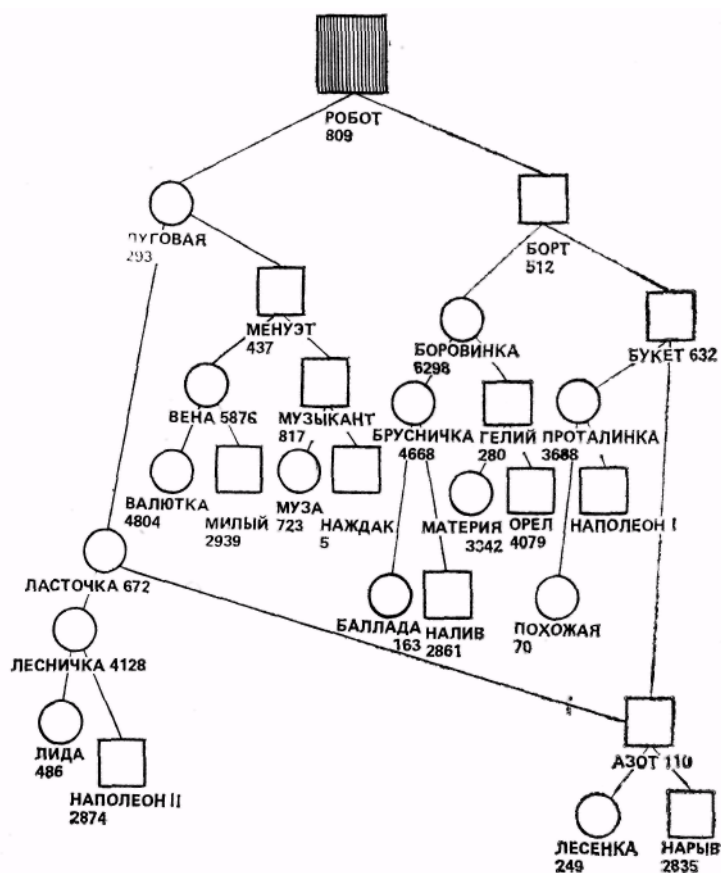 РОБОТ
809
ЛУГОВАЯ
293
БОРТ
512
МЕНУЭТ
437
БОРОВИНКА
6298
БУКЕТ 632
ВЕНА 5876
МУЗЫКАНТ
817
БРУСНИЧКА
4668
ГЕЛИЙ
280
ПРОТАЛИНКА
3688
ВАЛЮТКА
4804
МИЛЫЙ
2939
МУЗА
723
НАЖДАК
5
МАТЕРИЯ
3342
ОРЕЛ
4079
НАПОЛЕОН I
ЛАСТОЧКА 672
БАЛЛАДА
163
НАЛИВ
2861
ПОХОЖАЯ
70
ЛЕСНИЧКА 4128
ЛИДА
486
НАПОЛЕОН II
2874
АЗОТ 110
ЛЕСЕНКА
249
НАРЫВ
2835